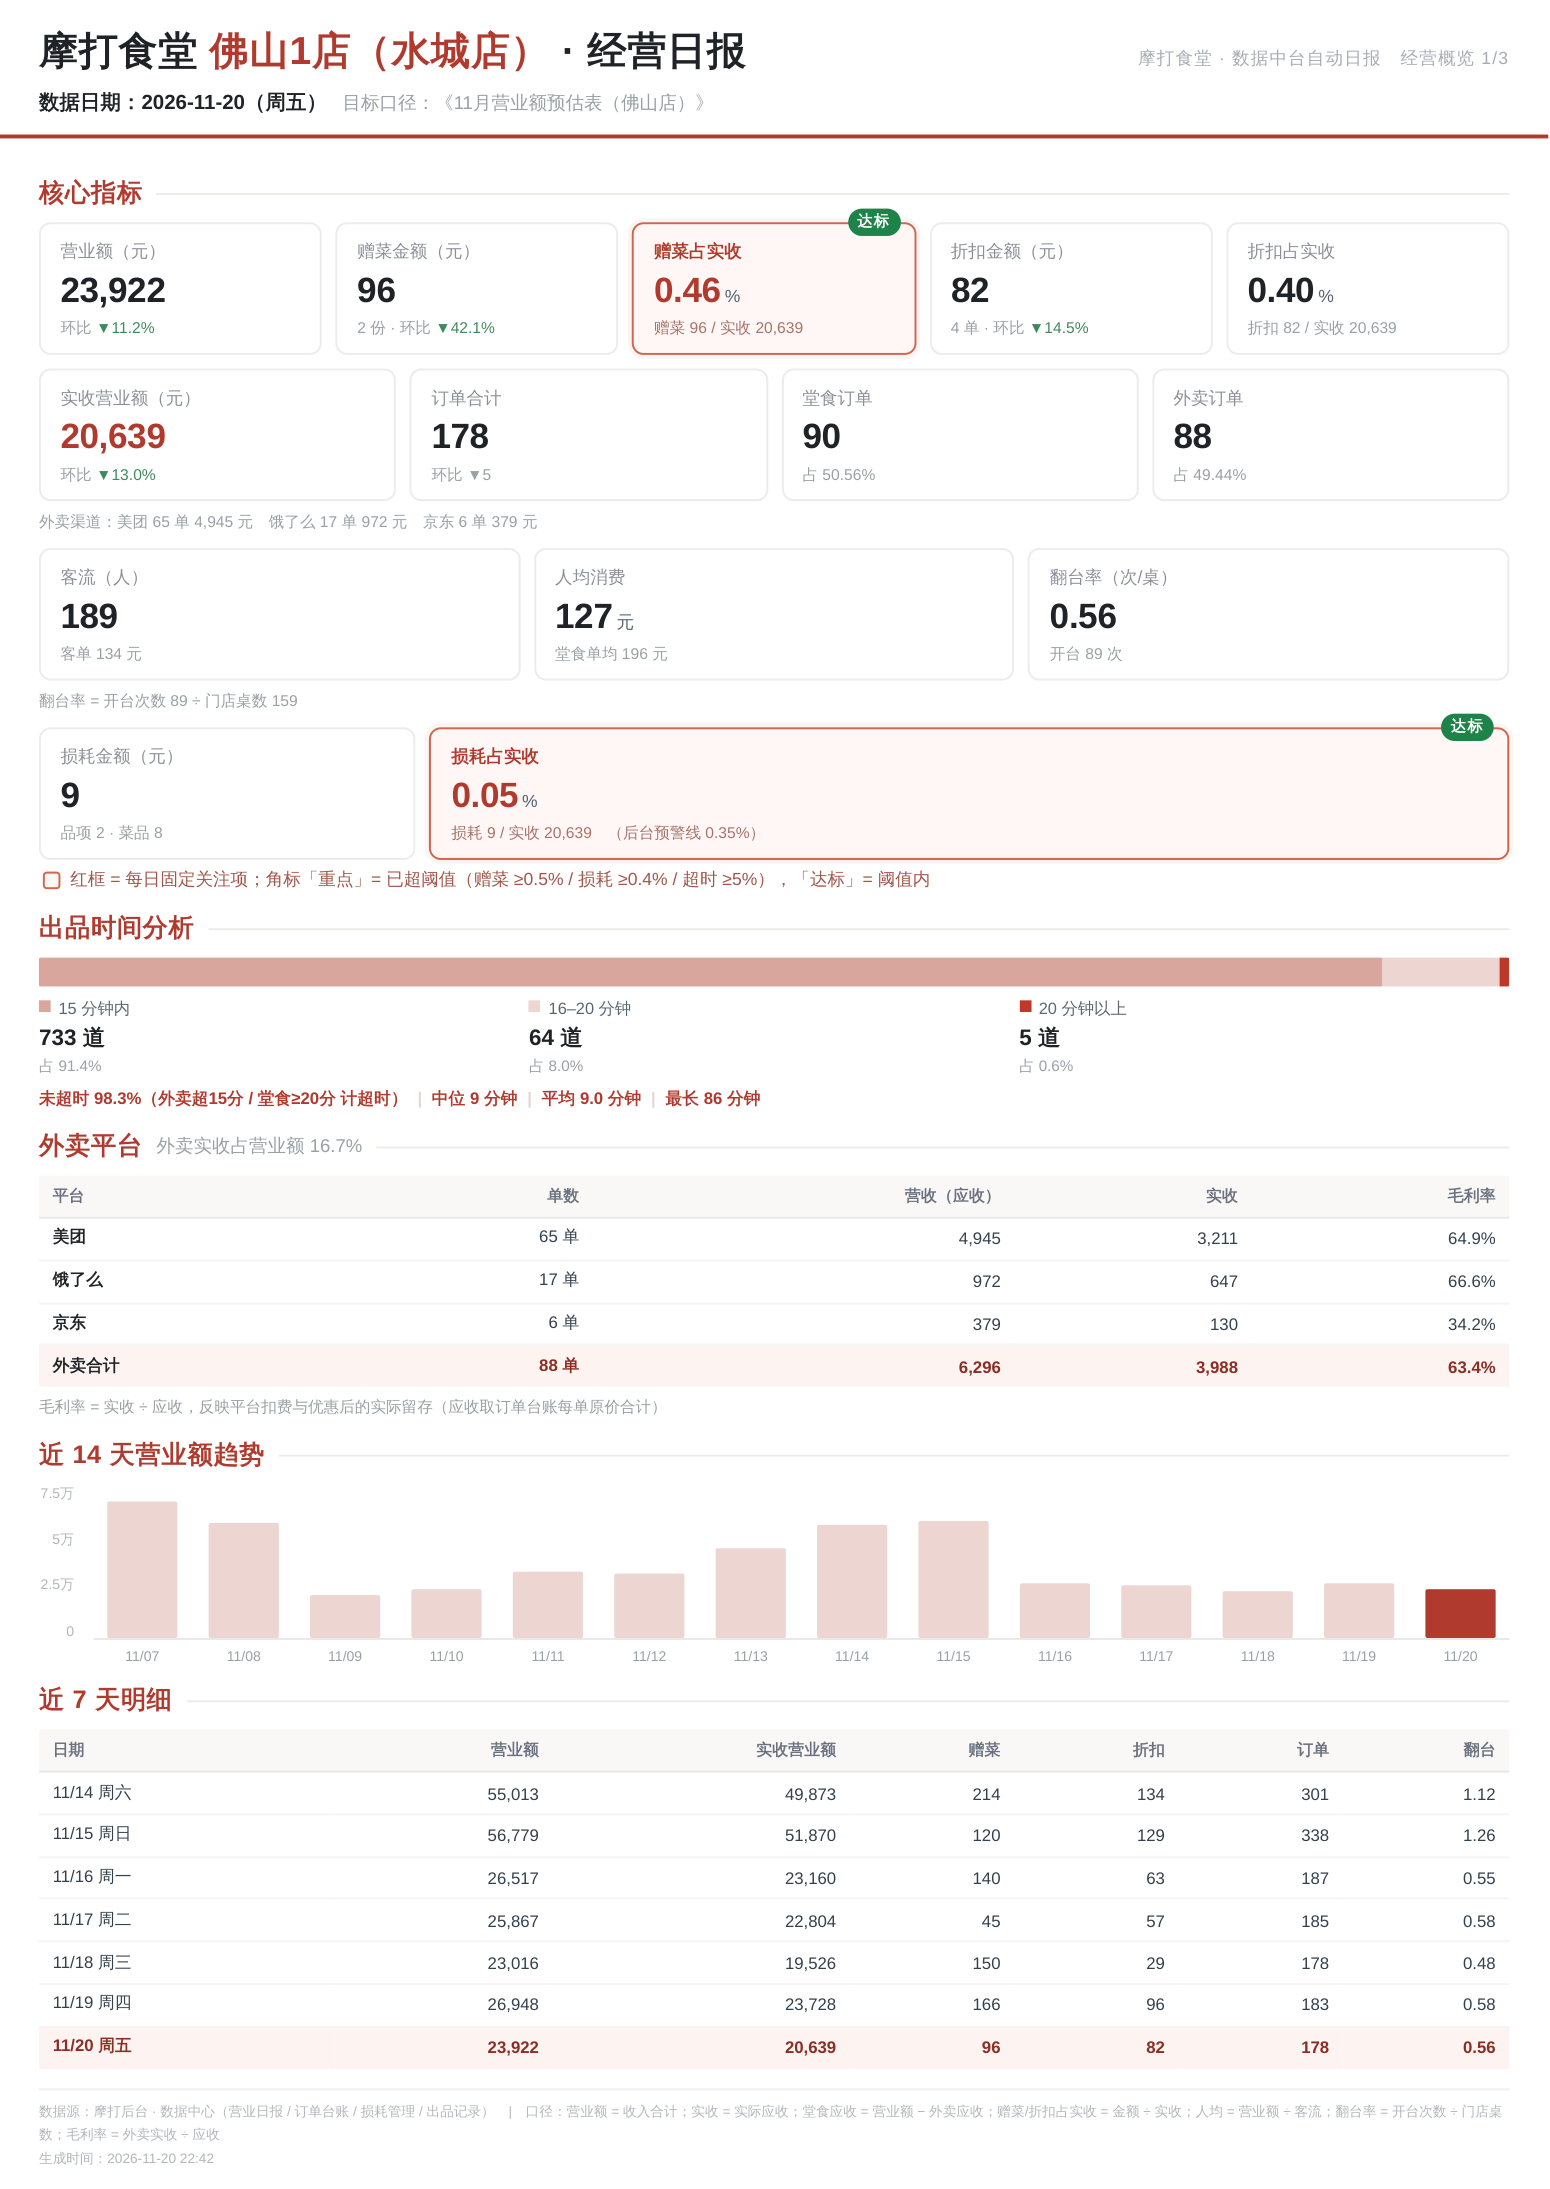 摩打食堂 佛山1店（水城店） · 经营日报
摩打食堂 · 数据中台自动日报 经营概览 1/3
数据日期：2026-11-20（周五） 目标口径：《11月营业额预估表（佛山店）》
核心指标
营业额（元）
23,922
环比 ▼11.2%
赠菜金额（元）
96
2 份 · 环比 ▼42.1%
达标
赠菜占实收
0.46 %
赠菜 96 / 实收 20,639
折扣金额（元）
82
4 单 · 环比 ▼14.5%
折扣占实收
0.40 %
折扣 82 / 实收 20,639
实收营业额（元）
20,639
环比 ▼13.0%
订单合计
178
环比 ▼5
堂食订单
90
占 50.56%
外卖订单
88
占 49.44%
外卖渠道：美团 65 单 4,945 元 饿了么 17 单 972 元 京东 6 单 379 元
客流（人）
189
客单 134 元
人均消费
127 元
堂食单均 196 元
翻台率（次/桌）
0.56
开台 89 次
翻台率 = 开台次数 89 ÷ 门店桌数 159
损耗金额（元）
9
品项 2 · 菜品 8
达标
损耗占实收
0.05 %
损耗 9 / 实收 20,639 （后台预警线 0.35%）
红框 = 每日固定关注项；角标「重点」= 已超阈值（赠菜 ≥0.5% / 损耗 ≥0.4% / 超时 ≥5%），「达标」= 阈值内
出品时间分析
15 分钟内
733 道
占 91.4%
16–20 分钟
64 道
占 8.0%
20 分钟以上
5 道
占 0.6%
未超时 98.3%（外卖超15分 / 堂食≥20分 计超时） | 中位 9 分钟 | 平均 9.0 分钟 | 最长 86 分钟
外卖平台 外卖实收占营业额 16.7%
平台 单数 营收（应收） 实收 毛利率
美团 65 单 4,945 3,211 64.9%
饿了么 17 单 972 647 66.6%
京东 6 单 379 130 34.2%
外卖合计 88 单 6,296 3,988 63.4%
毛利率 = 实收 ÷ 应收，反映平台扣费与优惠后的实际留存（应收取订单台账每单原价合计）
近 14 天营业额趋势
7.5万
5万
2.5万
0
11/07 11/08 11/09 11/10 11/11 11/12 11/13 11/14 11/15 11/16 11/17 11/18 11/19 11/20
近 7 天明细
日期 营业额 实收营业额 赠菜 折扣 订单 翻台
11/14 周六 55,013 49,873 214 134 301 1.12
11/15 周日 56,779 51,870 120 129 338 1.26
11/16 周一 26,517 23,160 140 63 187 0.55
11/17 周二 25,867 22,804 45 57 185 0.58
11/18 周三 23,016 19,526 150 29 178 0.48
11/19 周四 26,948 23,728 166 96 183 0.58
11/20 周五 23,922 20,639 96 82 178 0.56
数据源：摩打后台 · 数据中心（营业日报 / 订单台账 / 损耗管理 / 出品记录） | 口径：营业额 = 收入合计；实收 = 实际应收；堂食应收 = 营业额 − 外卖应收；赠菜/折扣占实收 = 金额 ÷ 实收；人均 = 营业额 ÷ 客流；翻台率 = 开台次数 ÷ 门店桌
数；毛利率 = 外卖实收 ÷ 应收
生成时间：2026-11-20 22:42